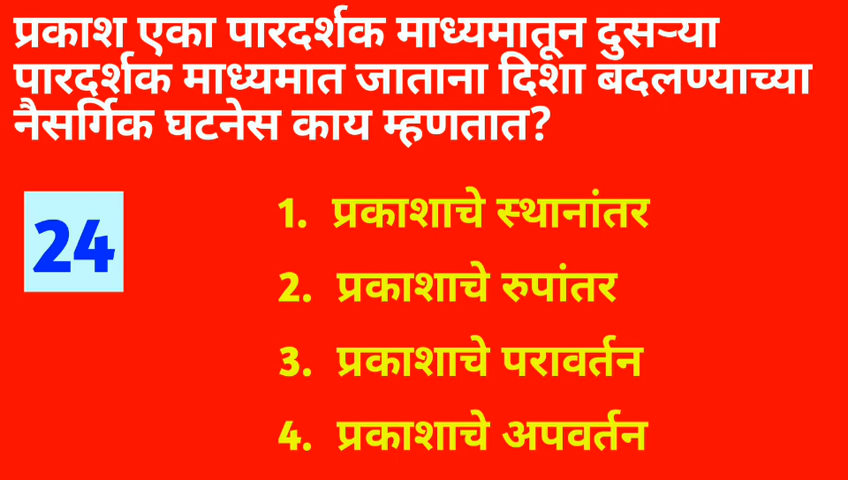 प्रकाश एका पारदर्शक माध्यमातून दुसऱ्या
पारदर्शक माध्यमात जाताना दिशा बदलण्याच्या
नैसर्गिक घटनेस काय म्हणतात?
24
1. प्रकाशाचे स्थानांतर
2. प्रकाशाचे रुपांतर
3. प्रकाशाचे परावर्तन
4. प्रकाशाचे अपवर्तन